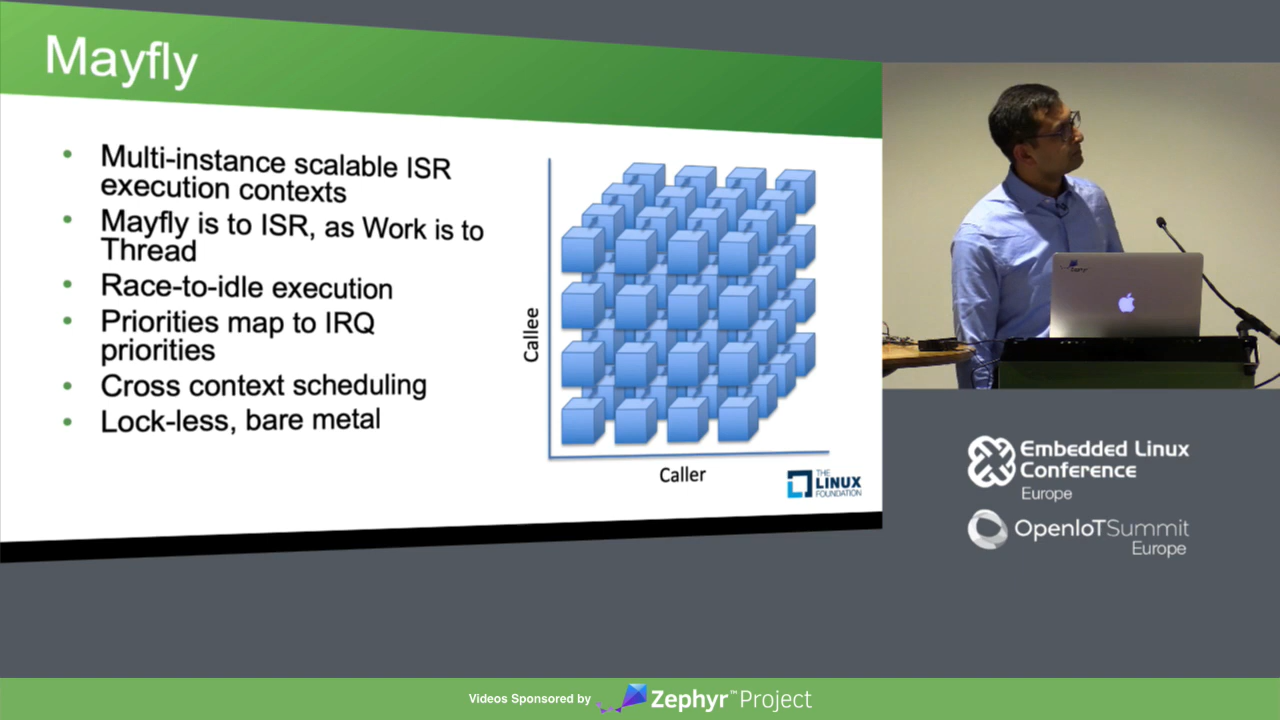 Mayfly
• Multi-instance scalable ISR
execution contexts
• Mayfly is to ISR, as Work is to
Thread
• Race-to-idle execution
• Priorities map to IRQ
priorities
• Cross context scheduling
• Lock-less, bare metal
Callee
Caller
THE
LINUX
FOUNDATION
Zephyr
Embedded Linux
Conference
Europe
OpenIoTSummit
Europe
Videos Sponsored by Zephyr™Project